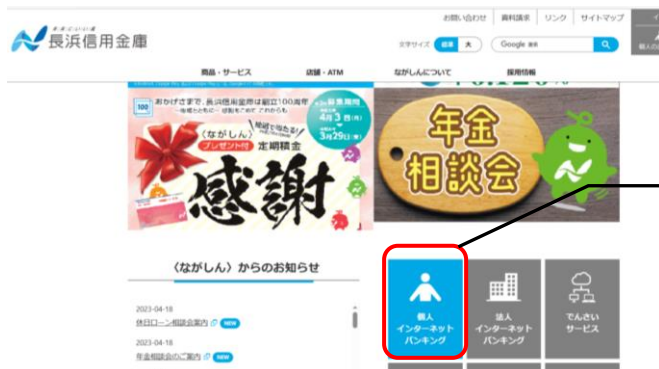 お問い合わせ
資料請求
リンク
サイトマップ
長浜信用金庫
文字サイズ
標準
大
Google 検索
商品・サービス
店舗・ATM
ながしんについて
採用情報
100
おかげさまで、長浜信用金庫は創立100周年
募集期間
4月3日(月)
3月29日(金)
〈ながしん〉
プレゼント付
定期積金
感謝
年金
相談会
〈ながしん〉からのお知らせ
2023-04-18
休日ローン相談会案内
NEW
2023-04-18
年金相談会のご案内
NEW
個人
インターネット
バンキング
法人
インターネット
バンキング
でんさい
サービス